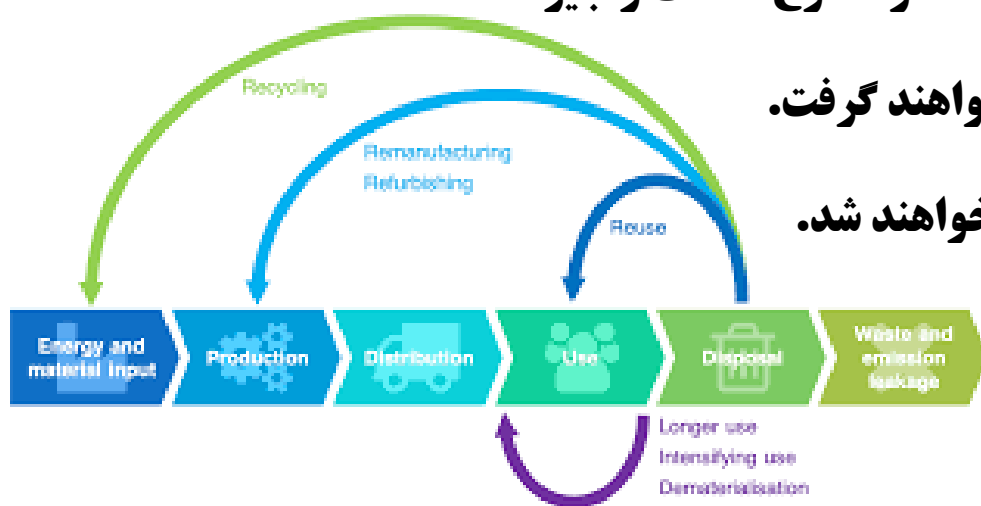 واهند گرفت.
خواهند شد.
Recycling
Remanufacturing
Refurbishing
Reuse
Energy and
material input
Production
Distribution
Use
Disposal
Waste and
emission
leakage
Longer use
Intensifying use
Dematerialisation